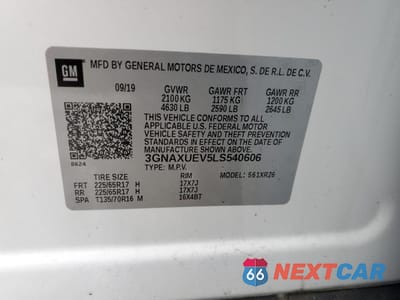 GM
MFD BY GENERAL MOTORS DE MEXICO, S. DE R.L. DE C.V.
09/19 GVWR GAWR FRT GAWR RR
2100 KG 1175 KG 1200 KG
4630 LB 2590 LB 2645 LB
THIS VEHICLE CONFORMS TO ALL
APPLICABLE U.S. FEDERAL MOTOR
VEHICLE SAFETY AND THEFT PREVENTION
STANDARDS IN EFFECT ON THE DATE OF
MANUFACTURE SHOWN ABOVE.
3GNAXUEV5LS540606
TYPE: M.P.V. MODEL:
TIRE SIZE RIM
FRT 225/65R17 H 17X7J
RR 225/65R17 H 17X7J
SPA T135/70R16 M 16X4BT
66 NEXTCAR